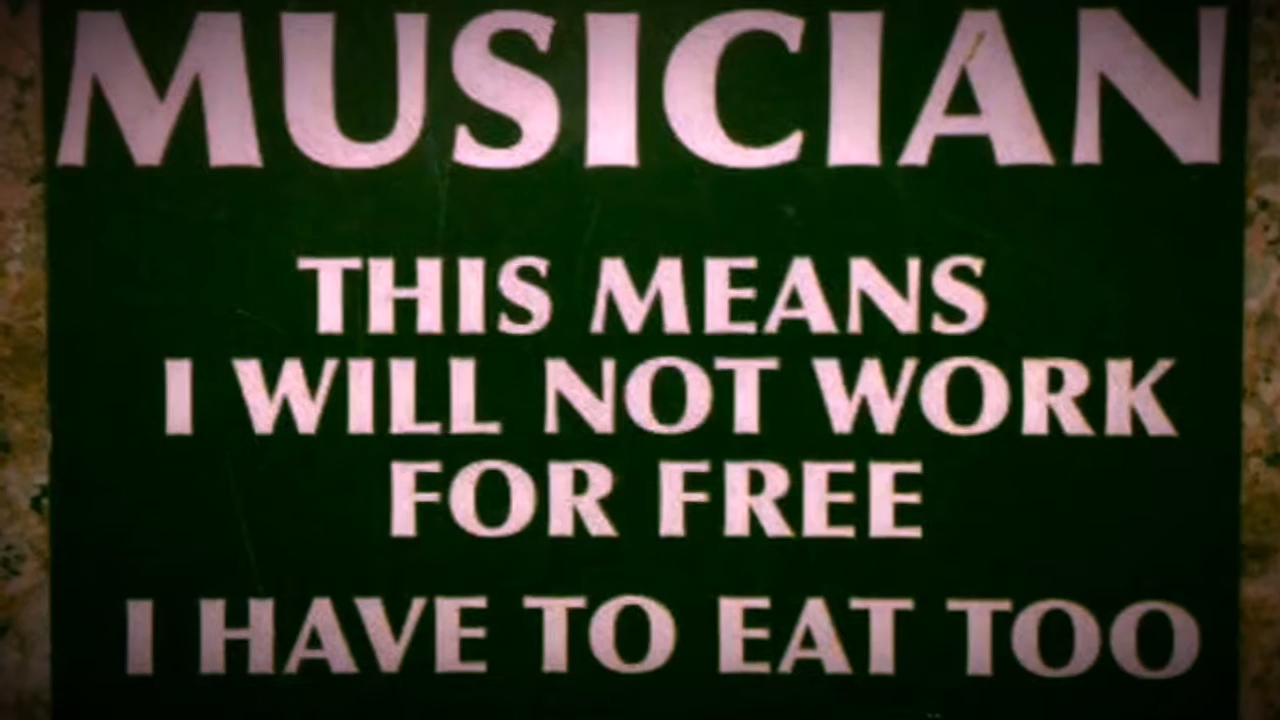 MUSICIAN
THIS MEANS
I WILL NOT WORK
FOR FREE
I HAVE TO EAT TOO